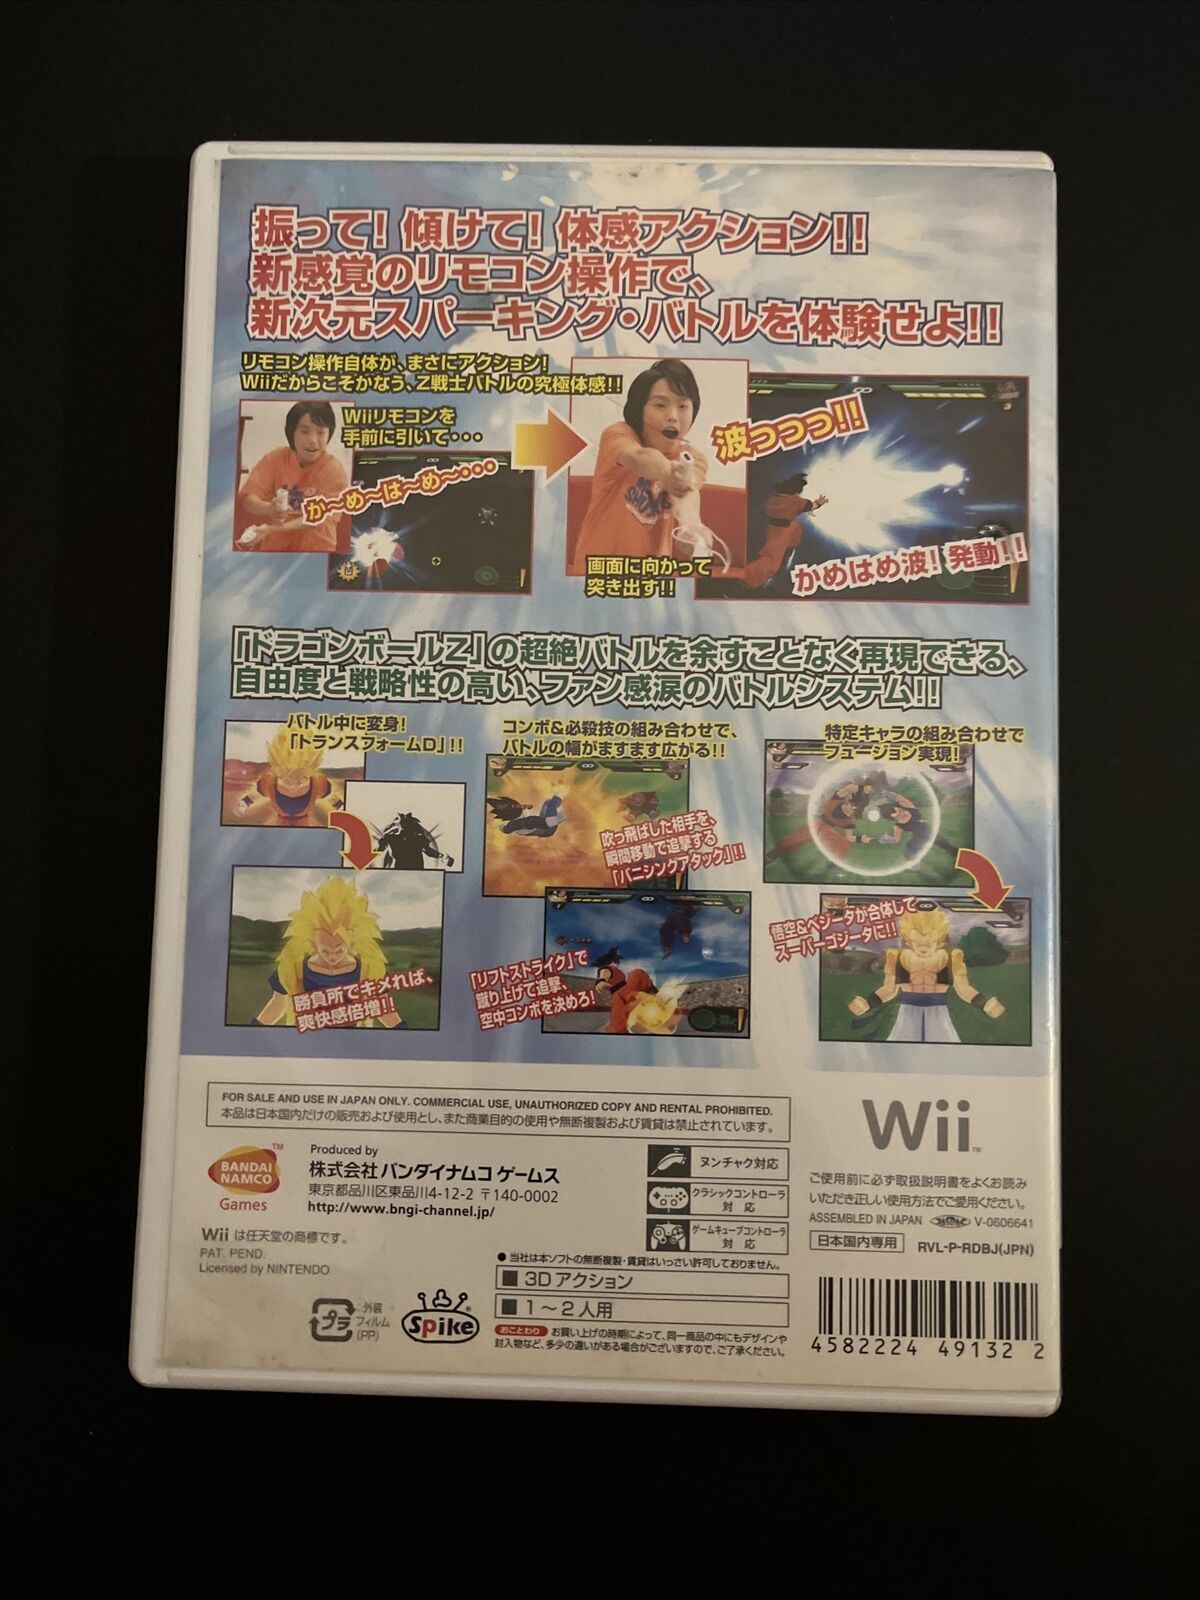 振って!傾けて!体感アクション!!
新感覚のリモコン操作で、
新次元スパーキング・バトルを体験せよ!!
リモコン操作自体が、まさにアクション!
Wiiだからこそかなう、Z戦士バトルの究極体感!!
Wiiリモコンを
手前に引いて・・・
か〜め〜は〜め〜・・・
波っっっ!!
画面に向かって
突き出す!!
かめはめ波!発動!!
「ドラゴンボールZ」の超絶バトルを余すことなく再現できる、
自由度と戦略性の高い、ファン感涙のバトルシステム!!
バトル中に変身!
「トランスフォームD」!!
勝負所でキメれば、
爽快感倍増!!
コンボ&必殺技の組み合わせで、
バトルの幅がますます広がる!!
吹っ飛ばした相手を、
瞬間移動で追撃する
「バニシングアタック」!!
「リフトストライク」で
蹴り上げて追撃、
空中コンボを決めろ!
特定キャラの組み合わせで
フュージョン実現!
悟空&ベジータが合体して
スーパーゴジータに!!
FOR SALE AND USE IN JAPAN ONLY. COMMERCIAL USE, UNAUTHORIZED COPY AND RENTAL PROHIBITED.
本品は日本国内だけの販売および使用とし、また商業目的の使用や無断複製および賃貸は禁止されています。
BANDAI
NAMCO
Games
TM
Produced by
株式会社バンダイナムコゲームス
東京都品川区東品川4-12-2 〒140-0002
http://www.bngi-channel.jp/
Wii は任天堂の商標です。
PAT. PEND.
Licensed by NINTENDO
ヌンチャク対応
クラシックコントローラ
対応
ゲームキューブコントローラ
対応
●当社は本ソフトの無断複製・賃貸はいっさい許可しておりません。
■3Dアクション
■1〜2人用
おことわり お買い上げの時期によって、同一商品の中にもデザインや
封入物など、多少の違いがある場合がございますので、ご了承ください。
プラ
外装
フィルム
(PP)
Spike
Wii
ご使用前に必ず取扱説明書をよくお読み
いただき正しい使用方法でご愛用ください。
ASSEMBLED IN JAPAN V-0606641
日本国内専用 RVL-P-RDBJ(JPN)
4582224 49132 2